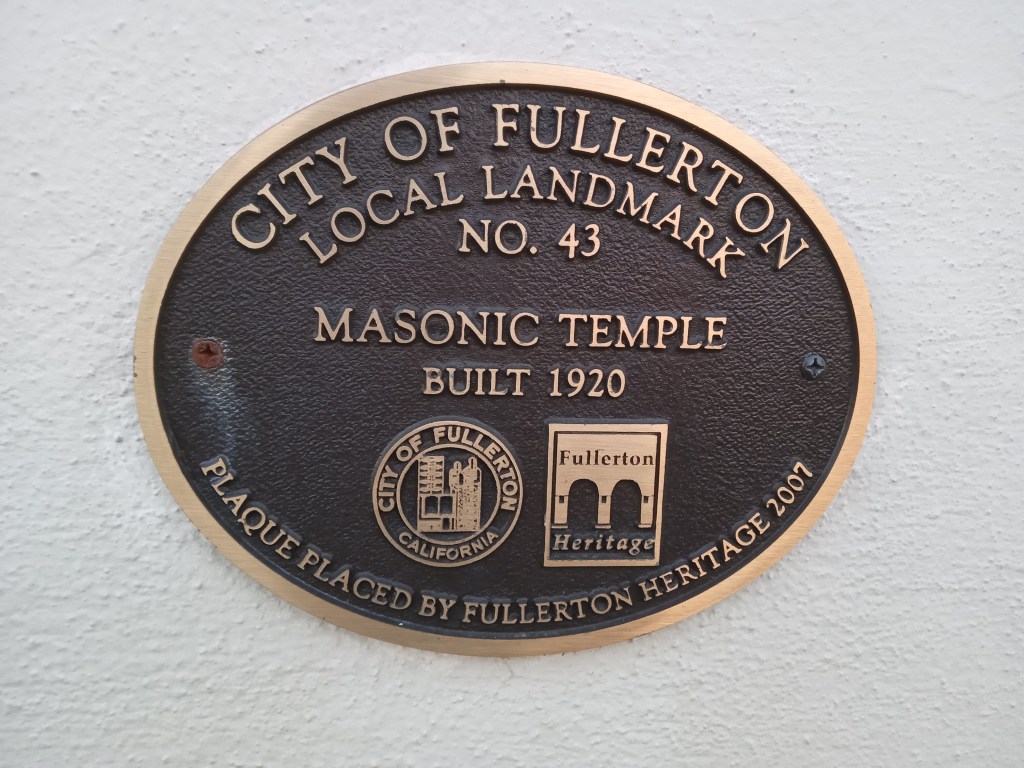 CITY OF FULLERTON
LOCAL LANDMARK
NO. 43
MASONIC TEMPLE
BUILT 1920
CITY OF FULLERTON
CALIFORNIA
Fullerton
Heritage
PLAQUE PLACED BY FULLERTON HERITAGE 2007